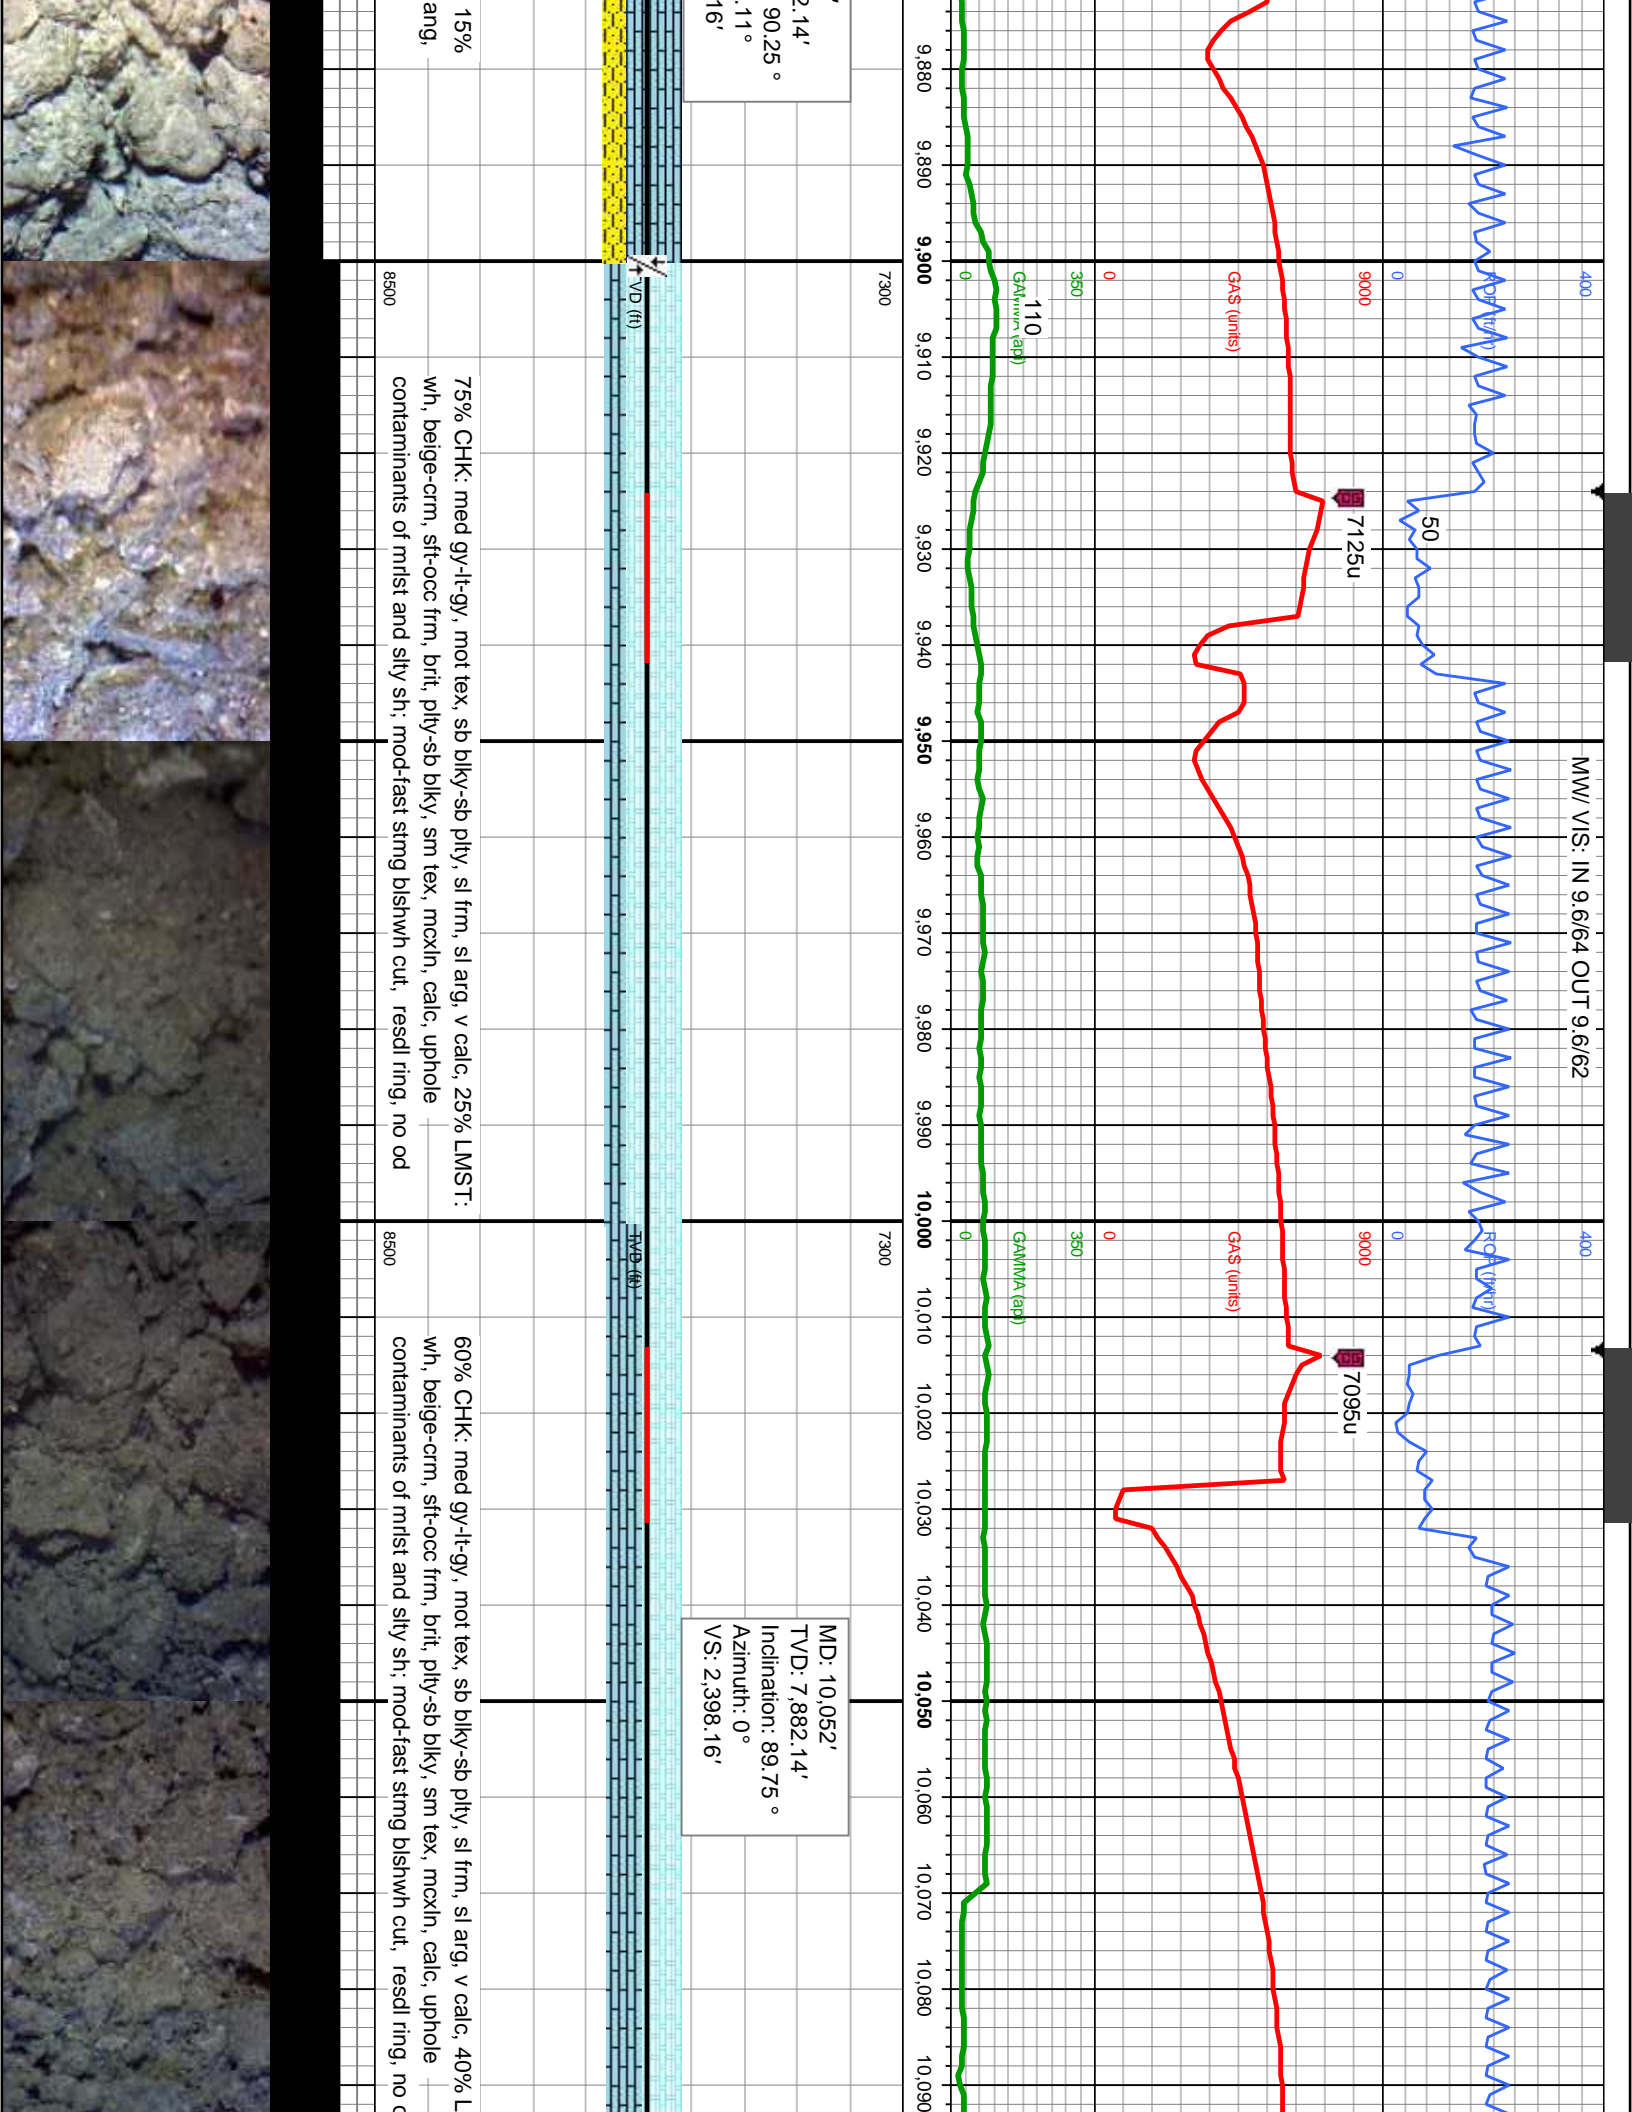 MW/ VIS: IN 9.6/64 OUT 9.6/62
400
ROP (ft/hr)
0
400
ROP (ft/hr)
0
50
9000
GAS (units)
0
9000
GAS (units)
0
7125u
7095u
350
GAMMA (api)
0
110
350
GAMMA (api)
0
9,880
9,890
9,900
9,910
9,920
9,930
9,940
9,950
9,960
9,970
9,980
9,990
10,000
10,010
10,020
10,030
10,040
10,050
10,060
10,070
10,080
10,090
7300
7300
2.14'
90.25 °
.11°
16'
MD: 10,052'
TVD: 7,882.14'
Inclination: 89.75 °
Azimuth: 0°
VS: 2,398.16'
VD (ft)
TVD (ft)
8500
8500
15%
ang,
75% CHK: med gy-lt-gy, mot tex, sb blky-sb plty, sl frm, sl arg, v calc, 25% LMST:
wh, beige-crm, sft-occ frm, brit, plty-sb blky, sm tex, mcxln, calc, uphole
contaminants of mrlst and slty sh; mod-fast stmg blshwh cut, resdl ring, no od
60% CHK: med gy-lt-gy, mot tex, sb blky-sb plty, sl frm, sl arg, v calc, 40% L
wh, beige-crm, sft-occ frm, brit, plty-sb blky, sm tex, mcxln, calc, uphole
contaminants of mrlst and slty sh; mod-fast stmg blshwh cut, resdl ring, no